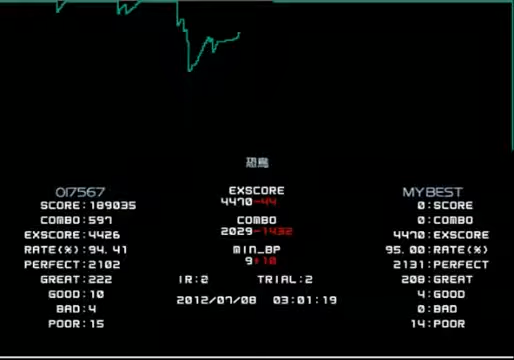 恐鳥
017567
SCORE:189035
COMBO:597
EXSCORE:4426
RATE(%):94.41
PERFECT:2102
GREAT:222
GOOD:10
BAD:4
POOR:15
EXSCORE
4470-44
COMBO
2029-1432
MIN_BP
9+10
IR:2 TRIAL:2
2012/07/08 03:01:19
MYBEST
0:SCORE
0:COMBO
4470:EXSCORE
95.00:RATE(%)
2131:PERFECT
208:GREAT
4:GOOD
0:BAD
14:POOR